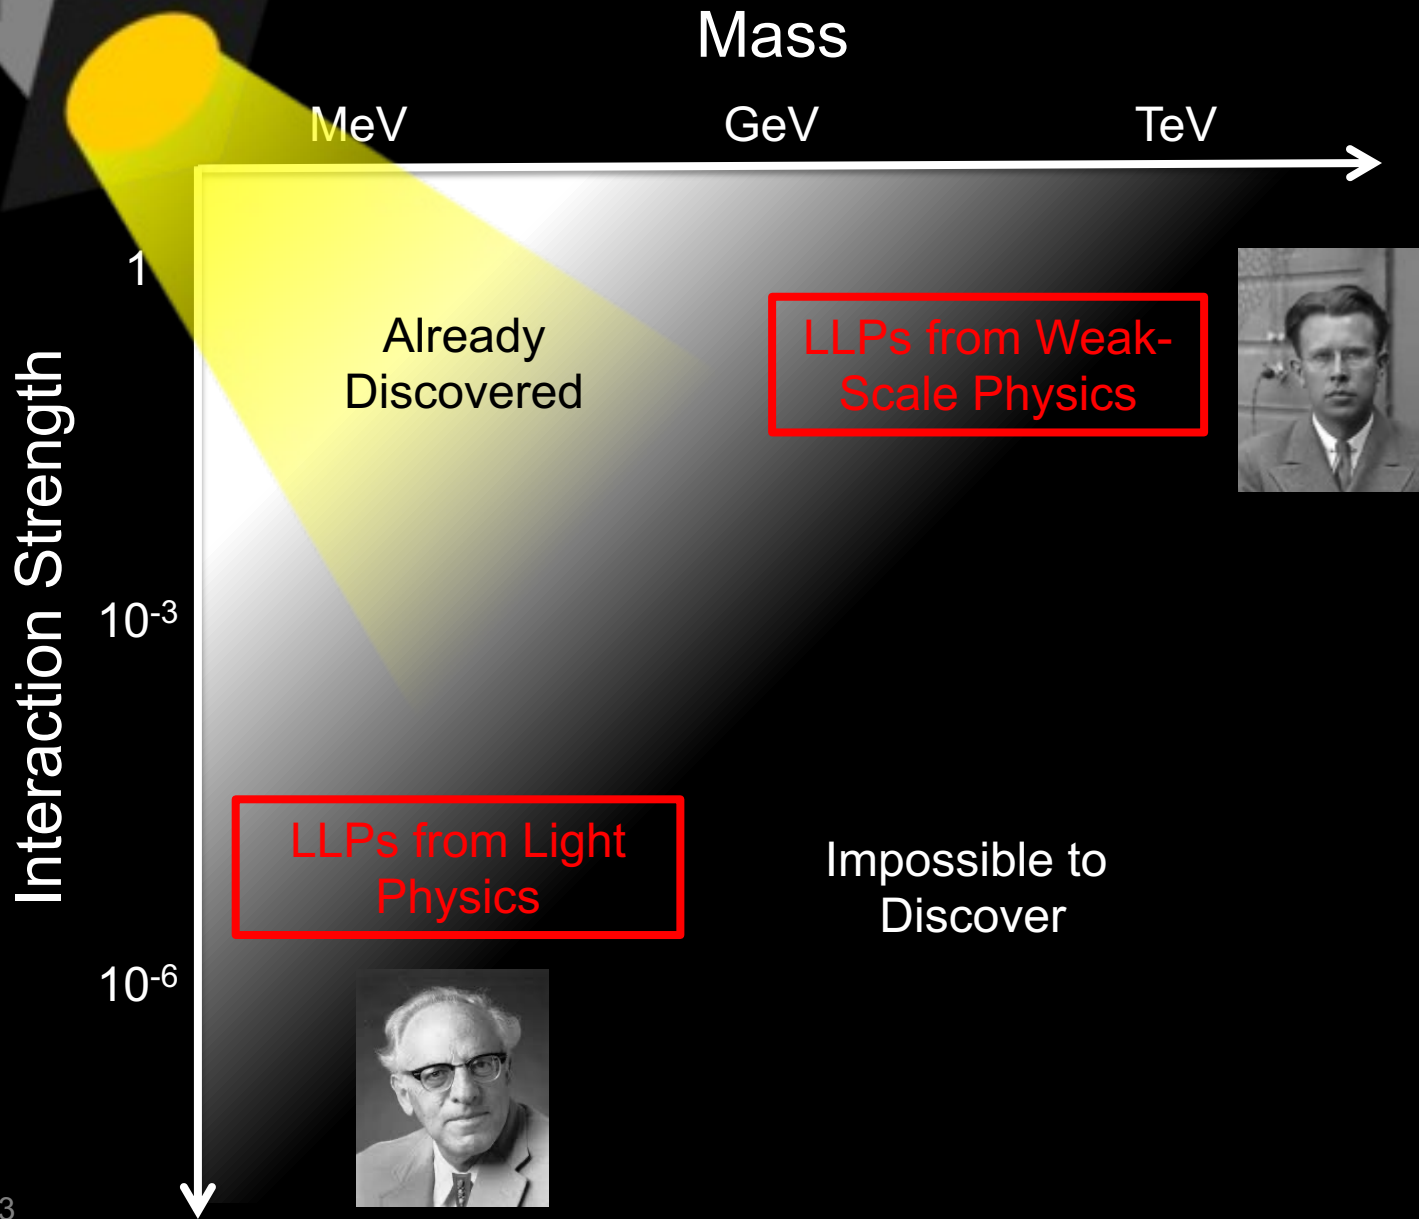 Mass
MeV GeV TeV
1
Already
Discovered
LLPs from Weak-
Scale Physics
Interaction Strength
10-3
LLPs from Light
Physics
Impossible to
Discover
10-6
3